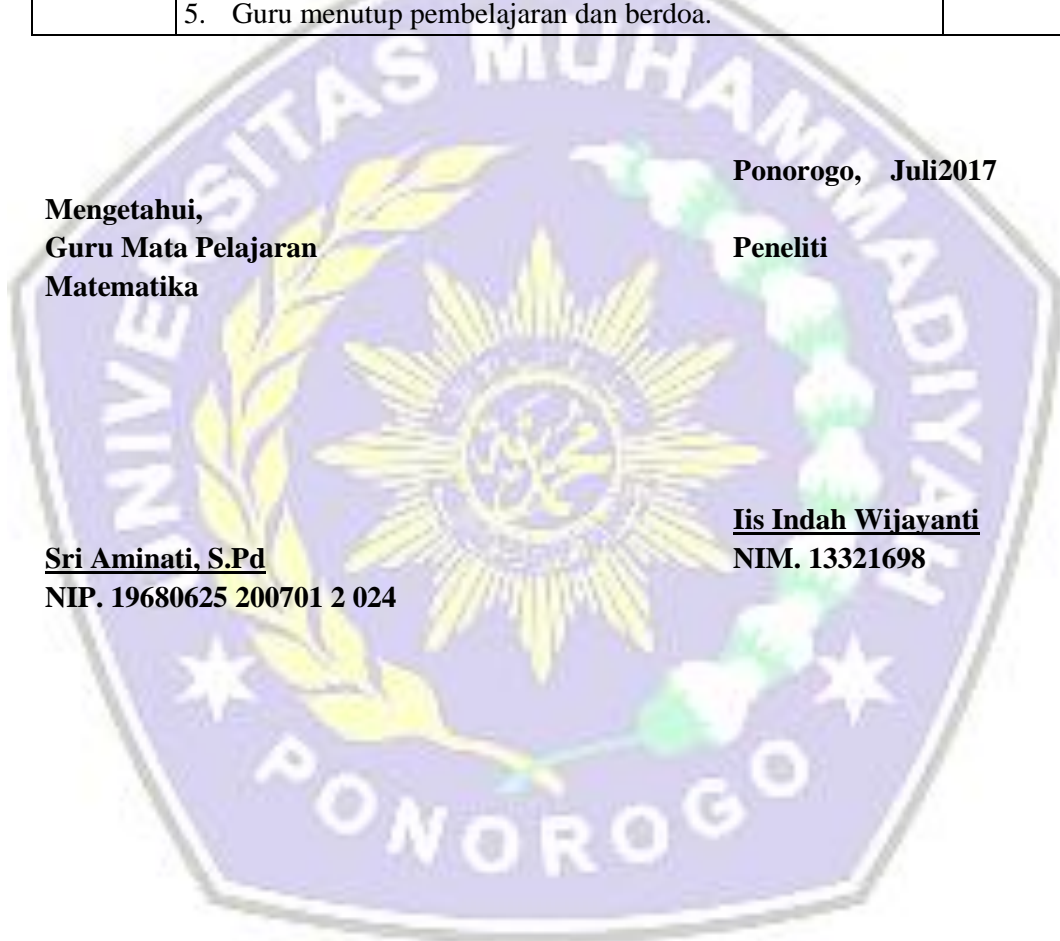 5. Guru menutup pembelajaran dan berdoa.
Ponorogo, Juli2017
Mengetahui,
Guru Mata Pelajaran
Matematika
Peneliti
Iis Indah Wijayanti
NIM. 13321698
Sri Aminati, S.Pd
NIP. 19680625 200701 2 024
UNIVERSITAS MUHAMMADIYAH
PONOROGO